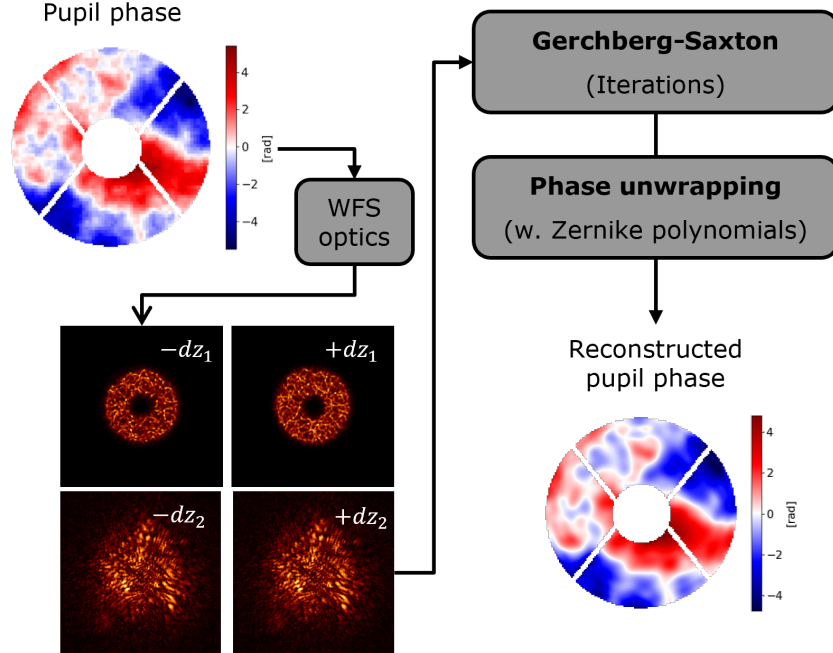 Pupil phase
4
2
0
−2
−4
[rad]
WFS
optics
−dz₁
+dz₁
−dz₂
+dz₂
Gerchberg-Saxton
(Iterations)
Phase unwrapping
(w. Zernike polynomials)
Reconstructed
pupil phase
4
2
0
−2
−4
[rad]